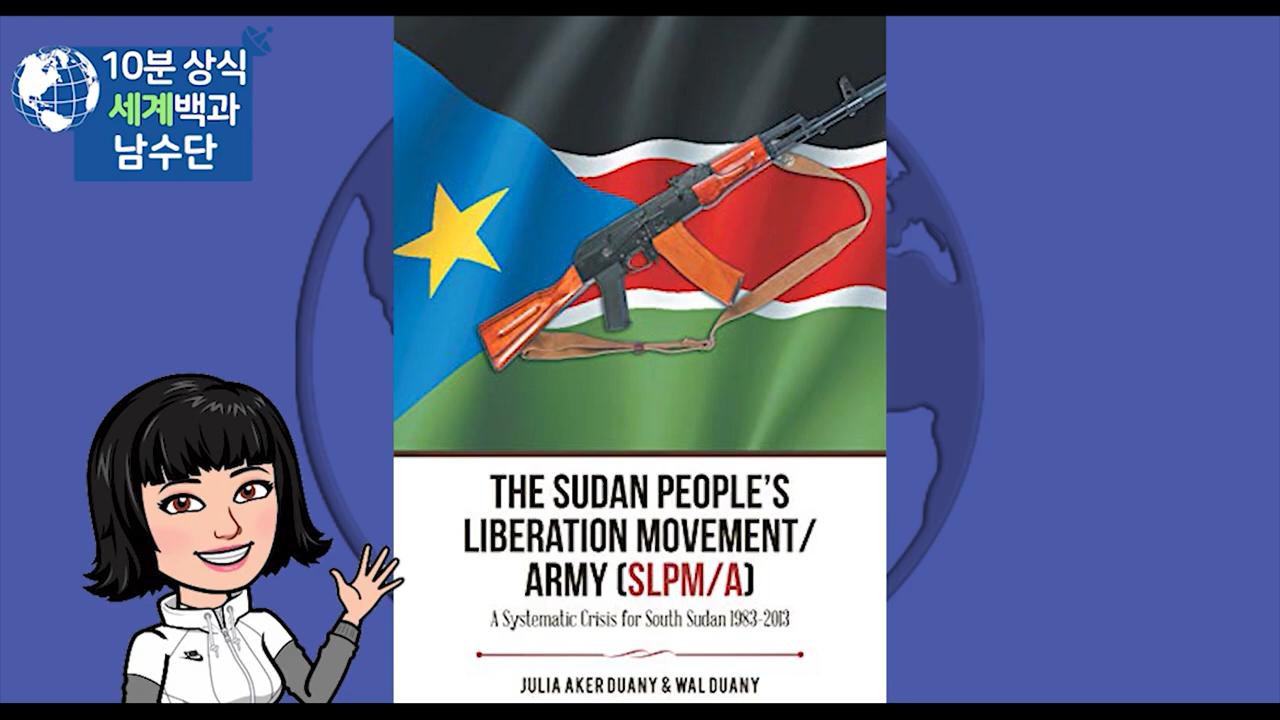 10분 상식
세계백과
남수단
THE SUDAN PEOPLE'S
LIBERATION MOVEMENT/
ARMY (SLPM/A)
A Systematic Crisis for South Sudan 1983-2013
JULIA AKER DUANY & WAL DUANY